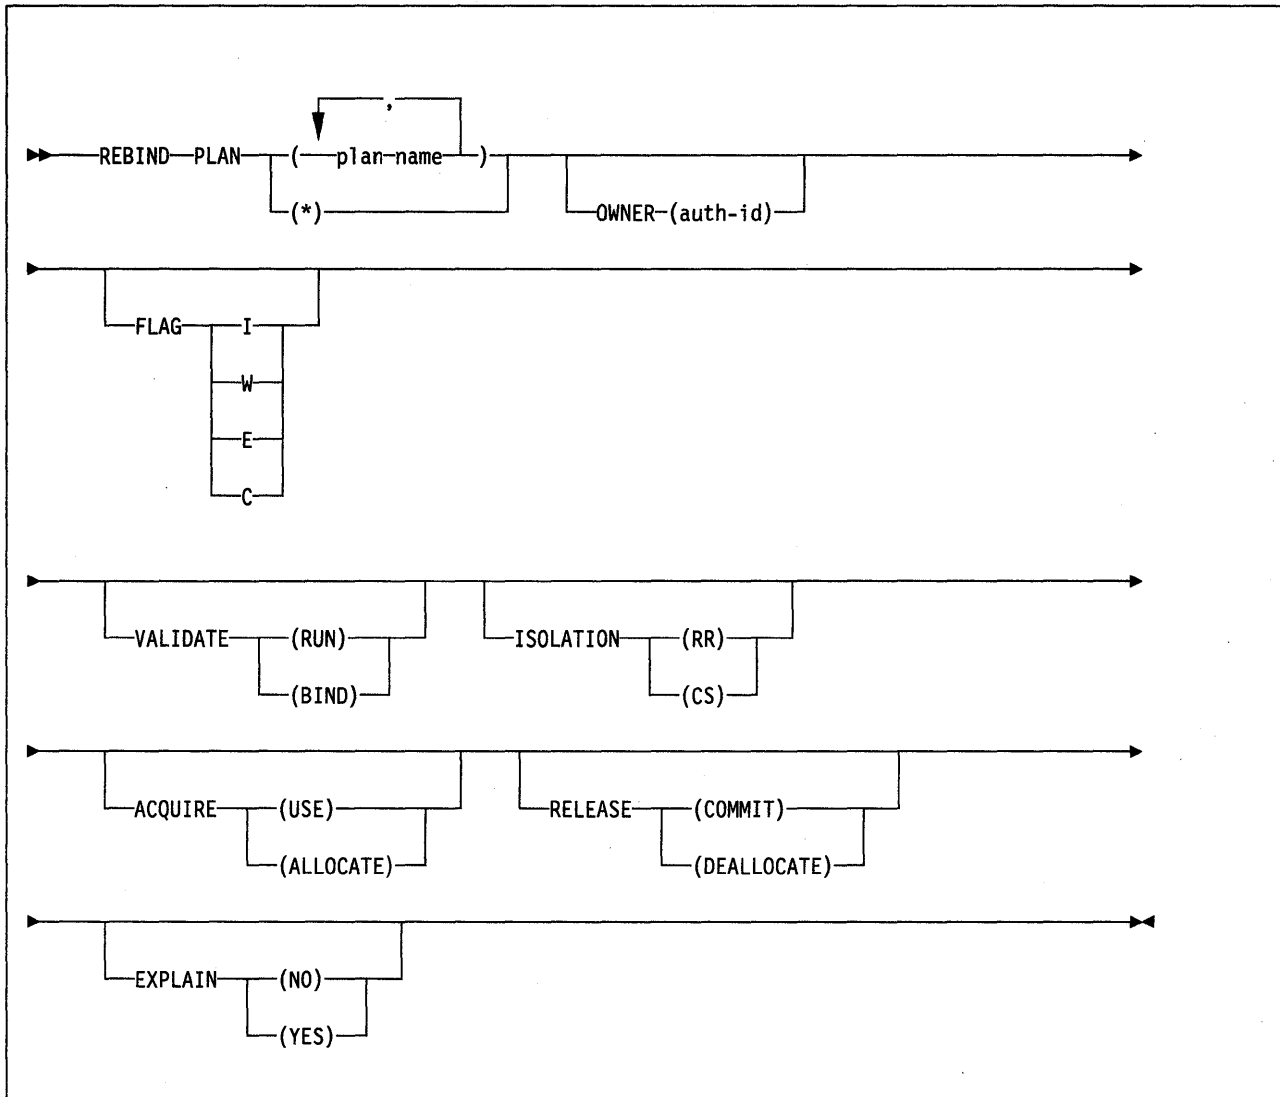 ,
REBIND PLAN ( plan-name )
(*)
OWNER (auth-id)
FLAG I
W
E
C
VALIDATE (RUN) ISOLATION (RR)
(BIND) (CS)
ACQUIRE (USE) RELEASE (COMMIT)
(ALLOCATE) (DEALLOCATE)
EXPLAIN (NO)
(YES)